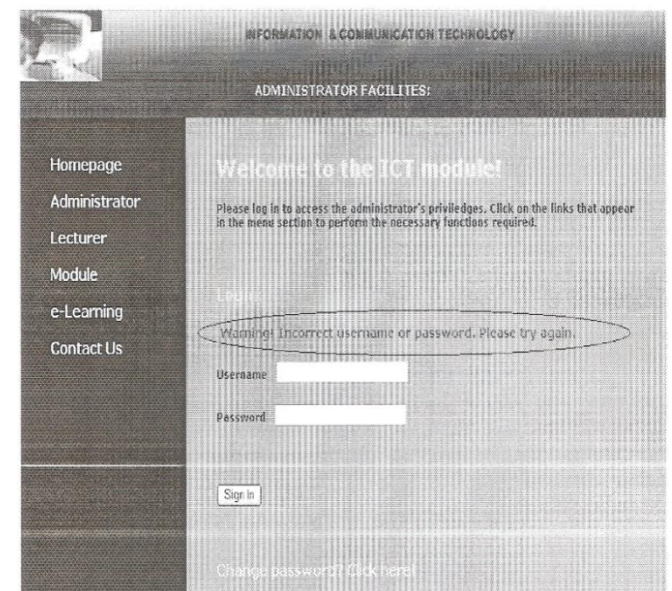 INFORMATION & COMMUNICATION TECHNOLOGY
ADMINISTRATOR FACILITES:
Homepage
Administrator
Lecturer
Module
e-Learning
Contact Us
Welcome to the ICT module!
Please log in to access the administrator's priviledges. Click on the links that appear
in the menu section to perform the necessary functions required.
Warning! Incorrect username or password. Please try again.
Username
Password
Sign In
Change password? Click here!